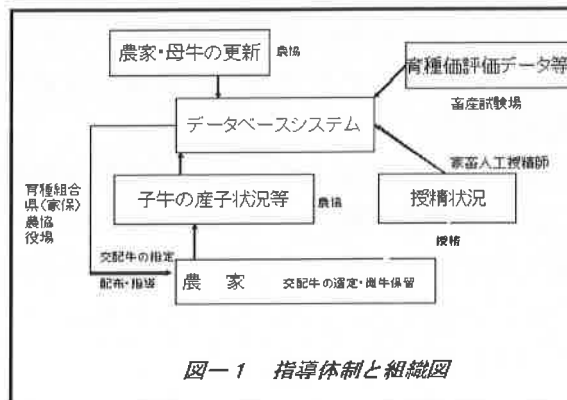 農家・母牛の更新
農協
育種価評価データ等
畜産試験場
データベースシステム
家畜人工授精師
育種組合
県(家保)
農協
役場
子牛の産子状況等
農協
授精状況
授精
交配牛の指定
配布・指導
農 家 交配牛の選定・雌牛保留
図-1 指導体制と組織図